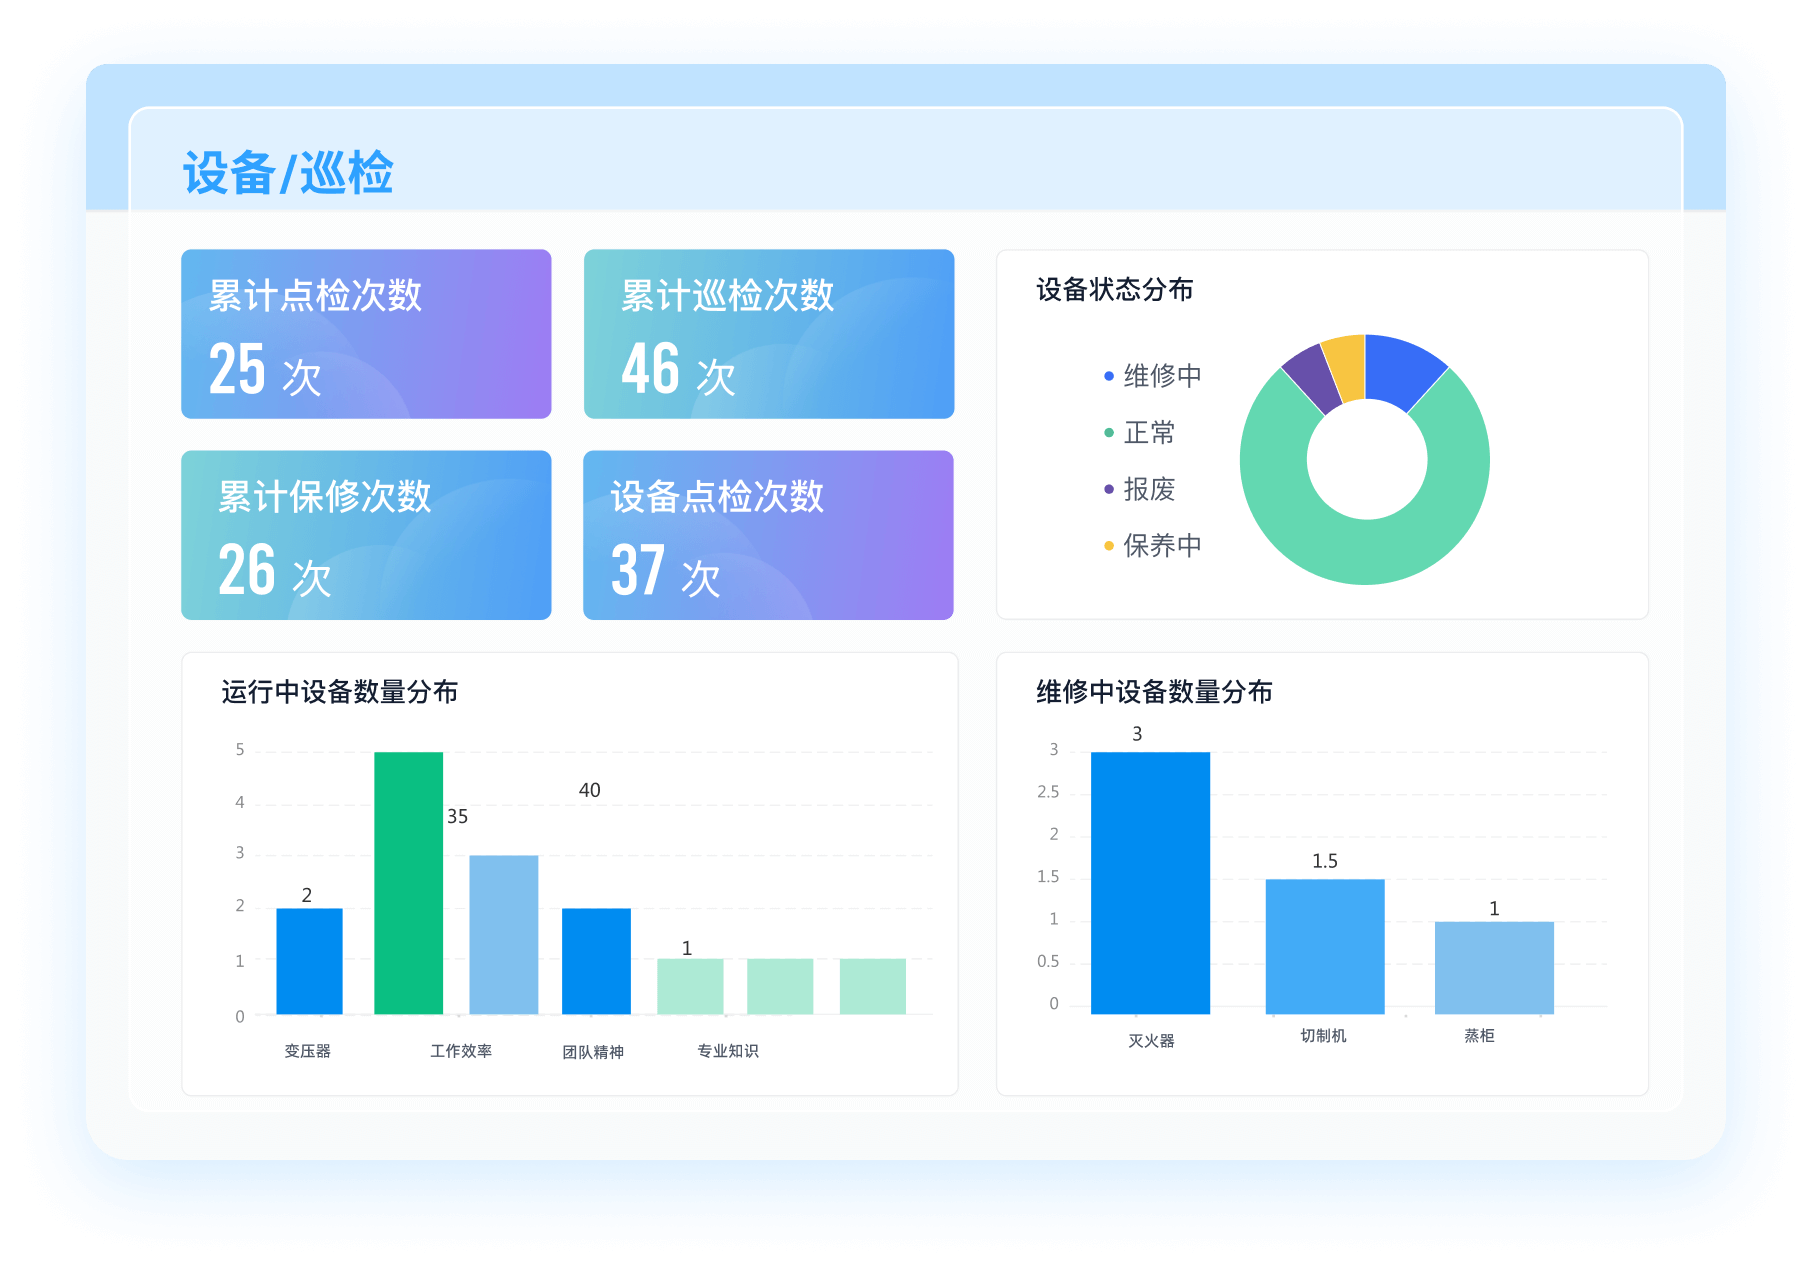 设备/巡检
累计点检次数
25 次
累计巡检次数
46 次
累计保修次数
26 次
设备点检次数
37 次
设备状态分布
维修中
正常
报废
保养中
运行中设备数量分布
5
4
3
2
1
0
2
35
40
1
变压器
工作效率
团队精神
专业知识
维修中设备数量分布
3
2.5
2
1.5
1
0.5
0
3
1.5
1
灭火器
切制机
蒸柜